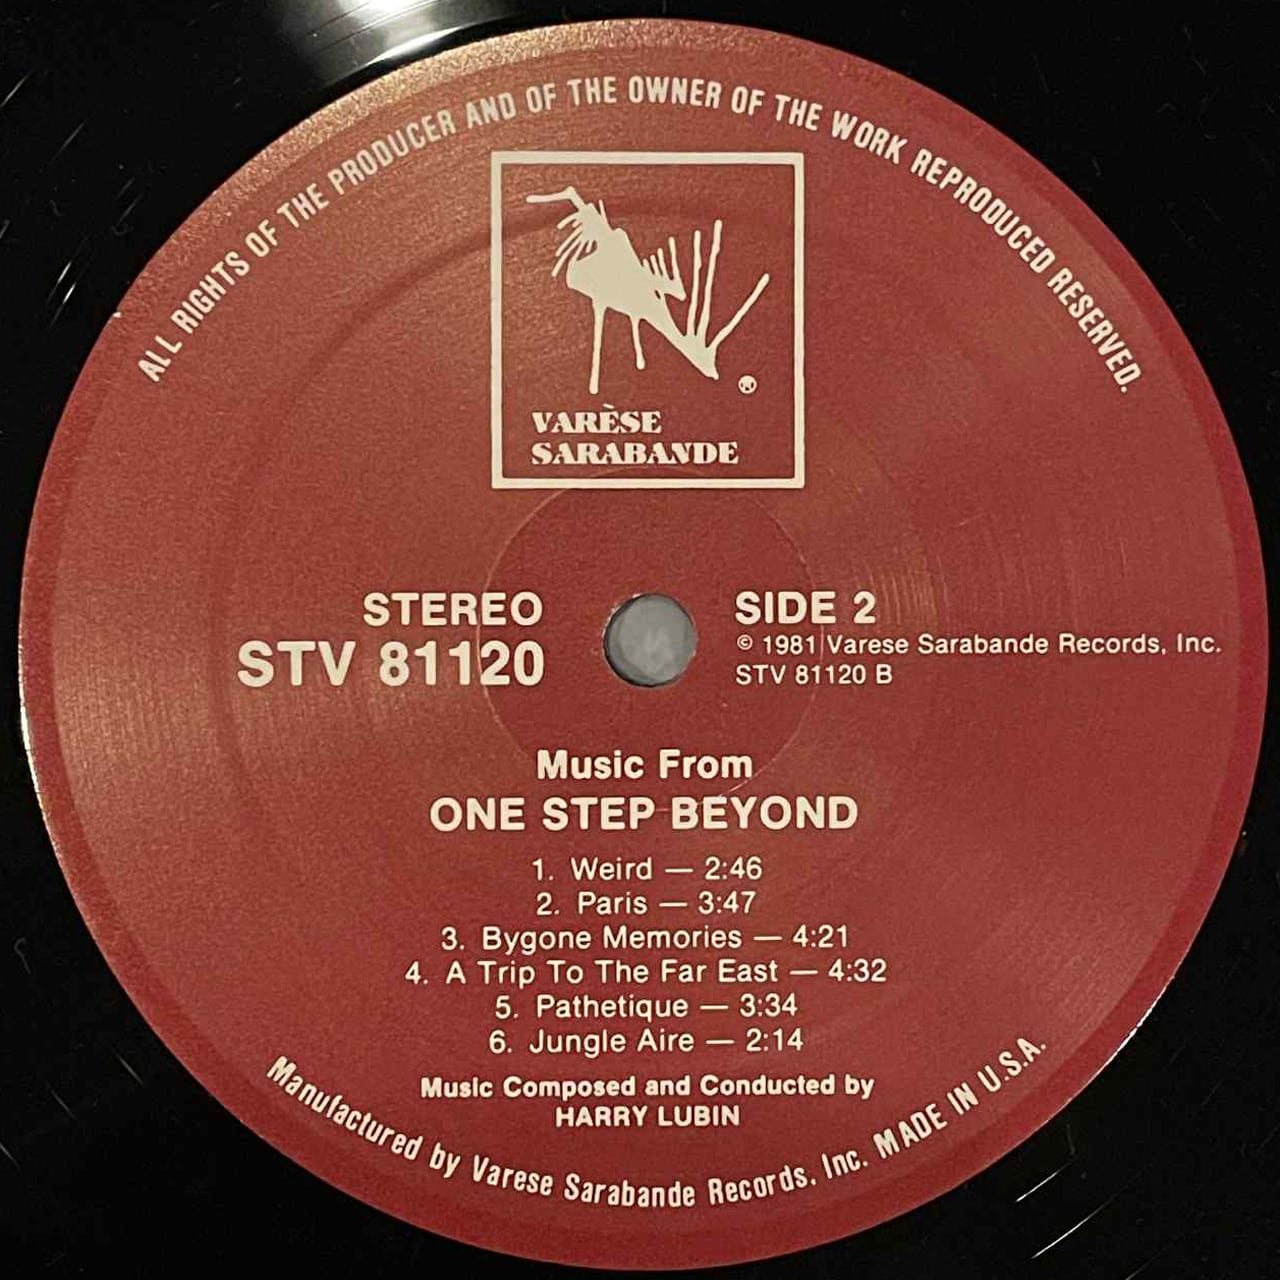 ALL RIGHTS OF THE PRODUCER AND OF THE OWNER OF THE WORK REPRODUCED RESERVED.
VARÈSE
SARABANDE
STEREO
STV 81120
SIDE 2
© 1981 Varese Sarabande Records, Inc.
STV 81120 B
Music From
ONE STEP BEYOND
1. Weird — 2:46
2. Paris — 3:47
3. Bygone Memories — 4:21
4. A Trip To The Far East — 4:32
5. Pathetique — 3:34
6. Jungle Aire — 2:14
Music Composed and Conducted by
HARRY LUBIN
Manufactured by Varese Sarabande Records, Inc. MADE IN U.S.A.